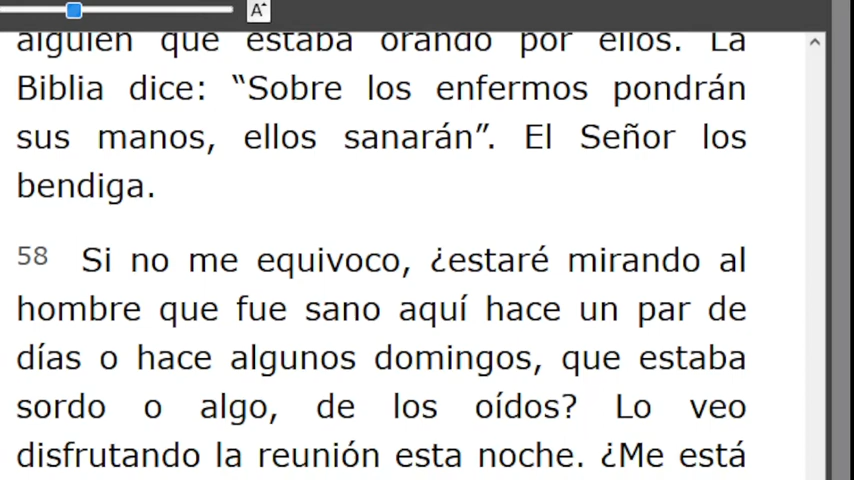 A
alguien que estaba orando por ellos. La
Biblia dice: “Sobre los enfermos pondrán
sus manos, ellos sanarán”. El Señor los
bendiga.
58 Si no me equivoco, ¿estaré mirando al
hombre que fue sano aquí hace un par de
días o hace algunos domingos, que estaba
sordo o algo, de los oídos? Lo veo
disfrutando la reunión esta noche. ¿Me está